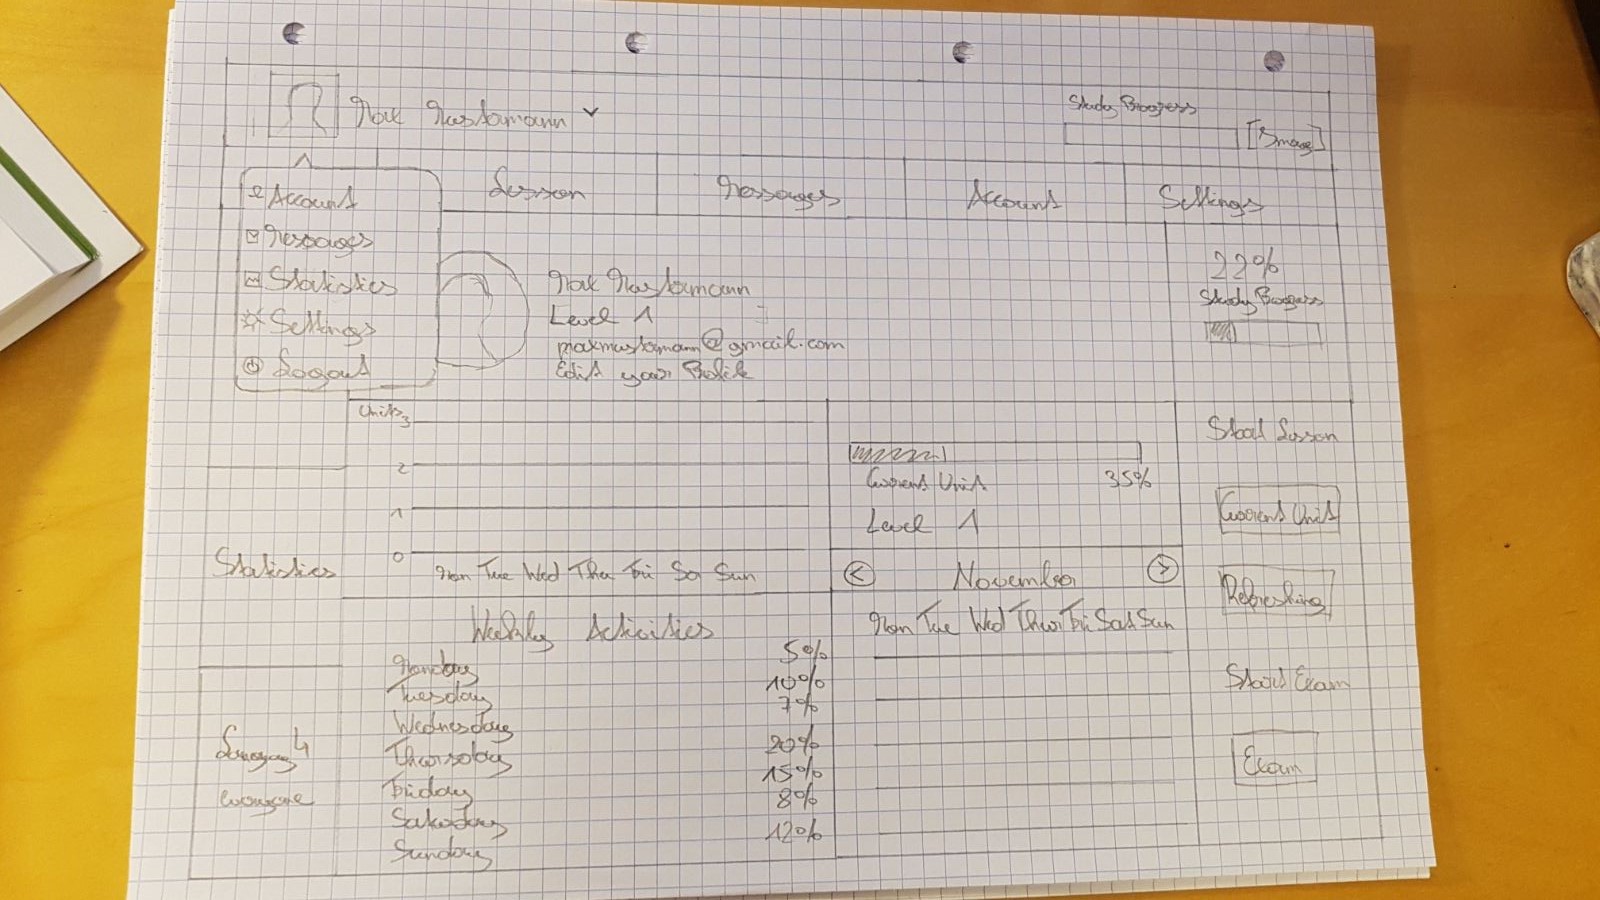 Max Mustermann
Study Progress
[Image]
Account
Messages
Statistics
Settings
Logout
Lesson
Messages
Account
Settings
Max Mustermann
Level 1
maxmustermann@gmail.com
Edit your Profile
22%
Study Progress
Units
3
2
1
0
Mon Tue Wed Thu Fri Sa Sun
Statistics
Current Unit 35%
Level 1
< November >
Mon Tue Wed Thur Fri Sat Sun
Start Lesson
Current Unit
Refreshing
Start Exam
Exam
Weekly Activities
Monday 5%
Tuesday 10%
Wednesday 7%
Thursday 20%
Friday 15%
Saturday 8%
Sunday 12%